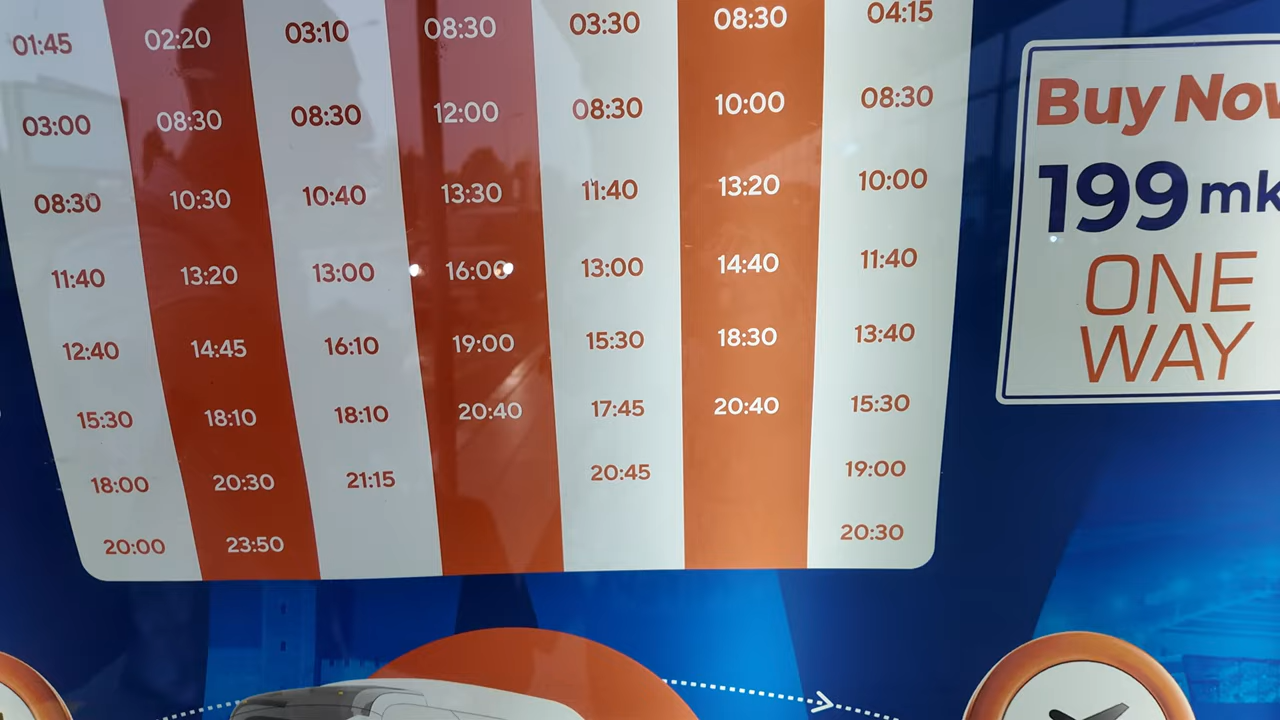 01:45 02:20 03:10 08:30 03:30 08:30 04:15
03:00 08:30 08:30 12:00 08:30 10:00 08:30
08:30 10:30 10:40 13:30 11:40 13:20 10:00
11:40 13:20 13:00 16:00 13:00 14:40 11:40
12:40 14:45 16:10 19:00 15:30 18:30 13:40
15:30 18:10 18:10 20:40 17:45 20:40 15:30
18:00 20:30 21:15 20:45 19:00
20:00 23:50 20:30
Buy Now
199 mk
ONE
WAY